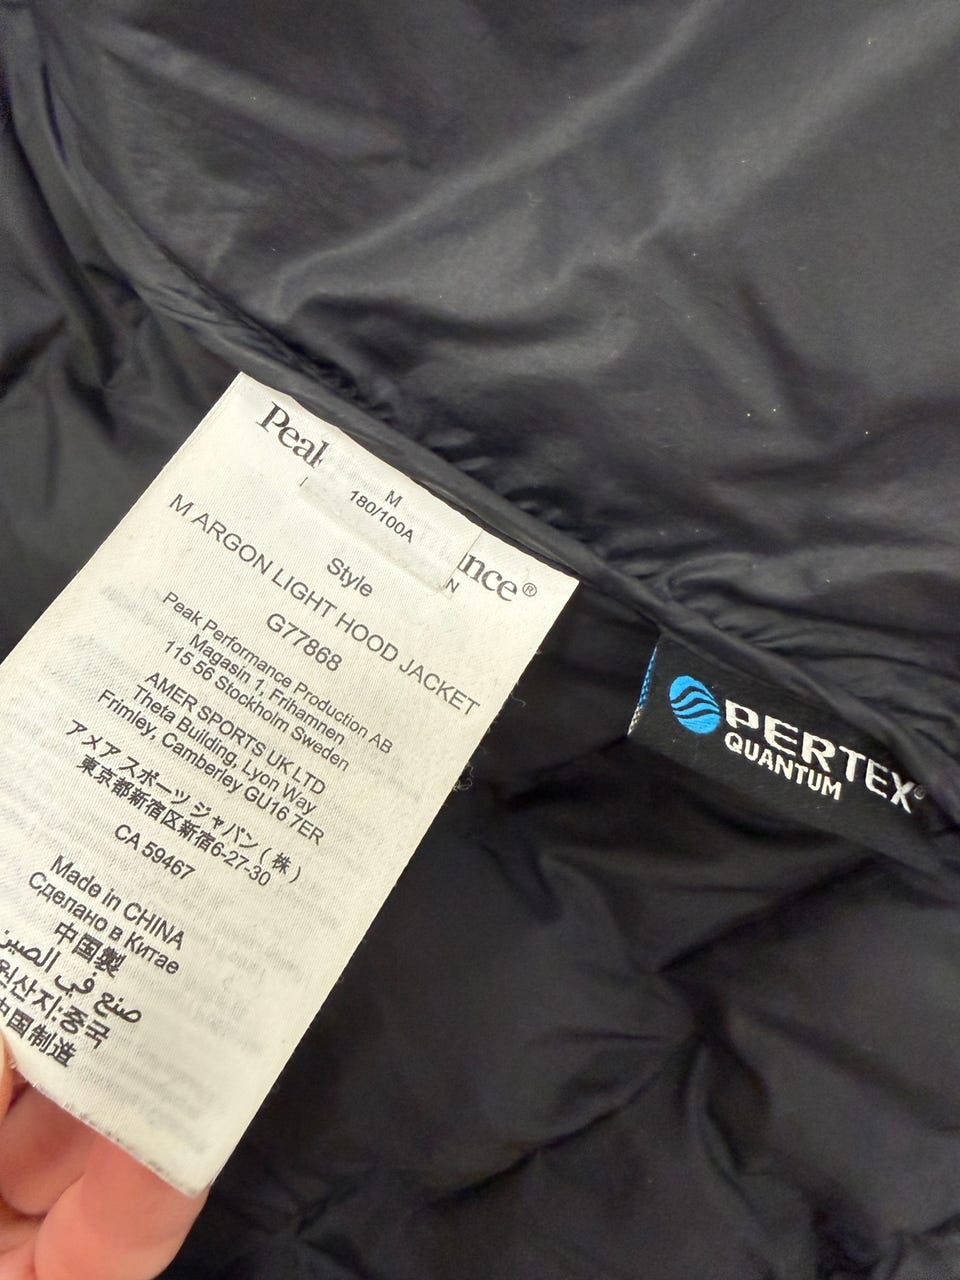 Peak
M
180/100A
nce®
N
Style
M ARGON LIGHT HOOD JACKET
G77868
Peak Performance Production AB
Magasin 1, Frihamnen
115 56 Stockholm Sweden
AMER SPORTS UK LTD
Theta Building, Lyon Way
Frimley, Camberley GU16 7ER
アメアスポーツ ジャパン（株）
東京都新宿区新宿6-27-30
CA 59467
Made in CHINA
Сделано в Китае
中国製
صنع في الصين
원산지:중국
中国制造
PERTEX®
QUANTUM